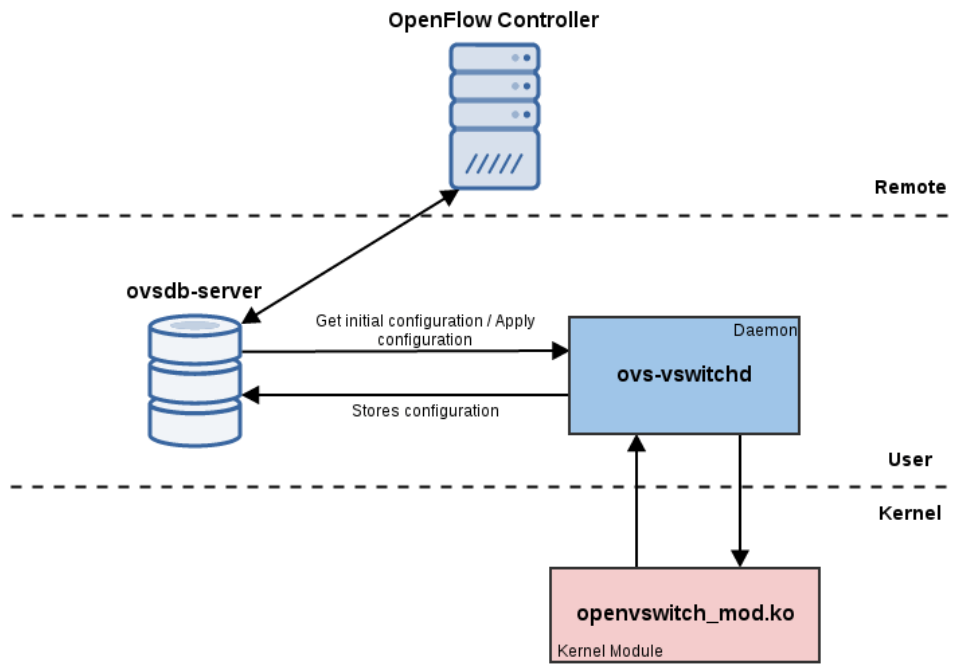 OpenFlow Controller
Remote
ovsdb-server
Get initial configuration / Apply
configuration
Daemon
ovs-vswitchd
Stores configuration
User
Kernel
openvswitch_mod.ko
Kernel Module